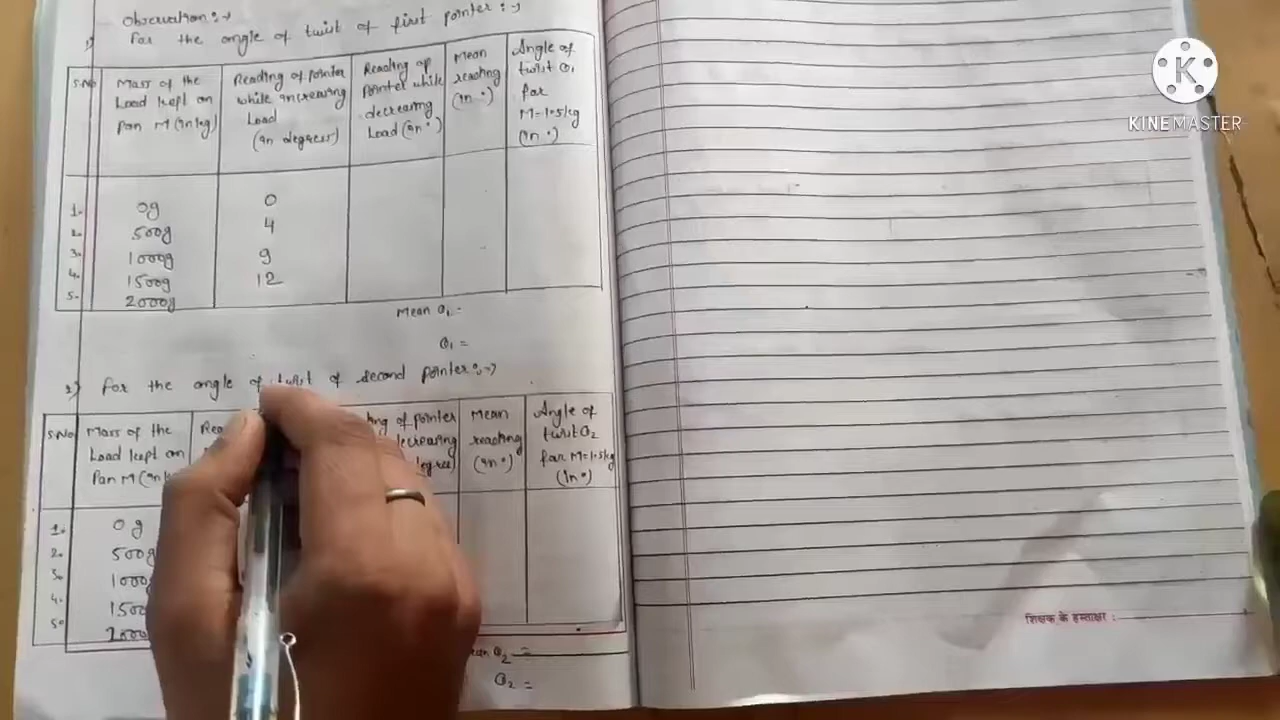 Observation:→
1) For the angle of twist of first pointer:→
S.No
Mass of the
Load kept on
Pan M (in kg)
Reading of pointer
while increasing
Load
(in degress)
Reading of
Pointer while
decreasing
Load (in °)
Mean
reading
(in °)
Angle of
twist θ1
for
M=1.5kg
(in °)
1. 0g 0
2. 500g 4
3. 1000g 9
4. 1500g 12
5. 2000g
Mean θ1 =
θ1 =
2) For the angle of twist of second pointer:→
S.No
Mass of the
Load kept on
Pan M
of pointer
decreasing
Mean
reading
(in °)
Angle of
twist θ2
for M=1.5kg
(in °)
1. 0 g
2. 500g
3.
4.
5.
θ2 =
θ2 =
K
KINEMASTER
शिक्षक के हस्ताक्षर :